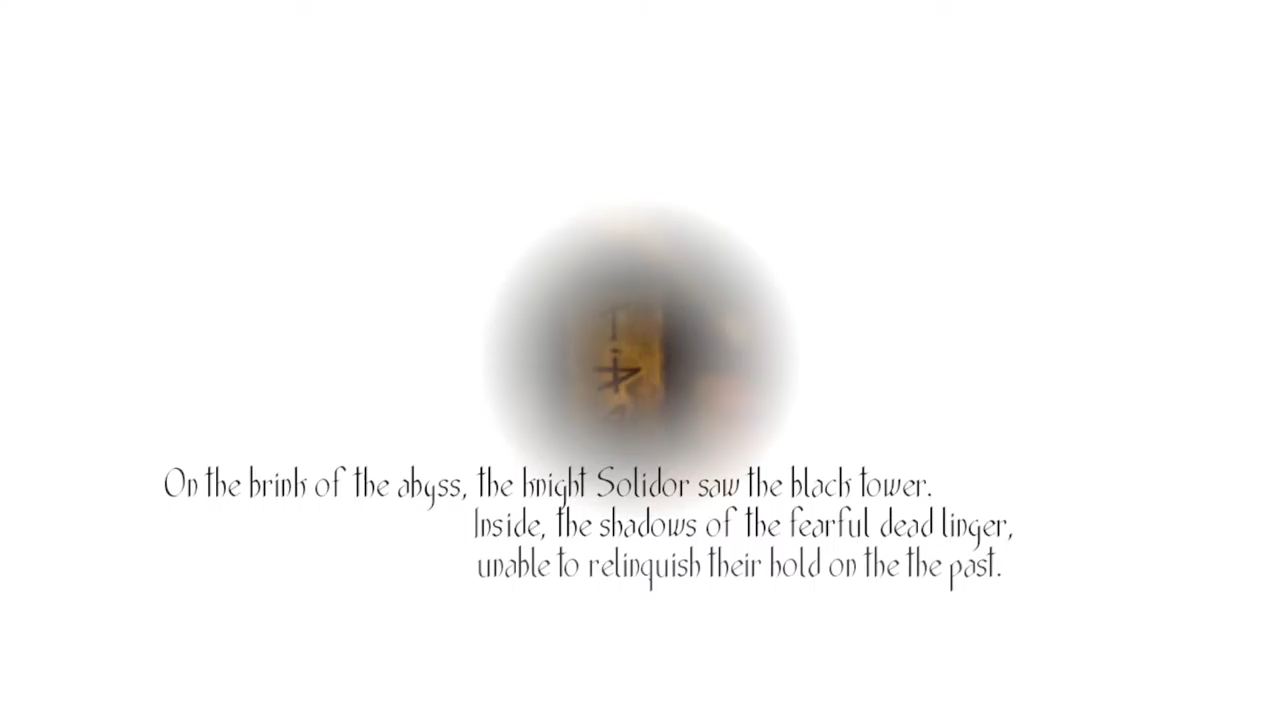 On the brink of the abyss, the knight Solidor saw the black tower.
Inside, the shadows of the fearful dead linger,
unable to relinquish their hold on the the past.